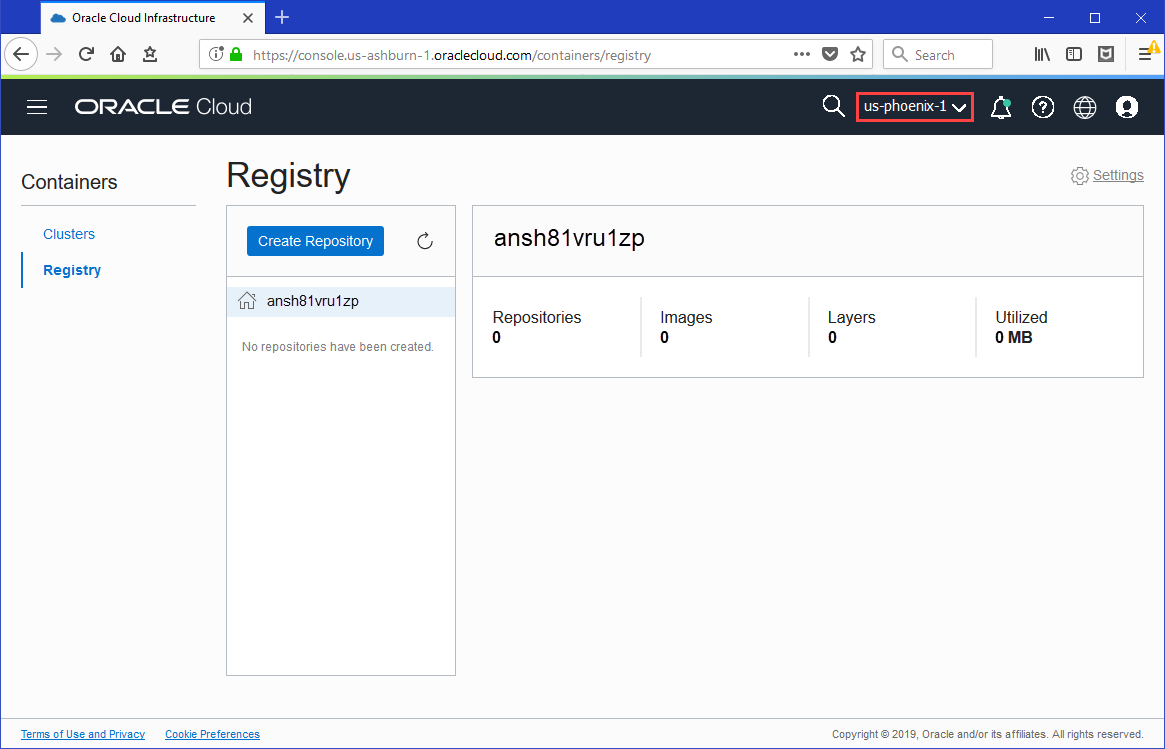 Oracle Cloud Infrastructure
https://console.us-ashburn-1.oraclecloud.com/containers/registry
Search
ORACLE Cloud
us-phoenix-1
Containers
Clusters
Registry
Registry
Settings
Create Repository
ansh81vru1zp
No repositories have been created.
ansh81vru1zp
Repositories
0
Images
0
Layers
0
Utilized
0 MB
Terms of Use and Privacy
Cookie Preferences
Copyright © 2019, Oracle and/or its affiliates. All rights reserved.